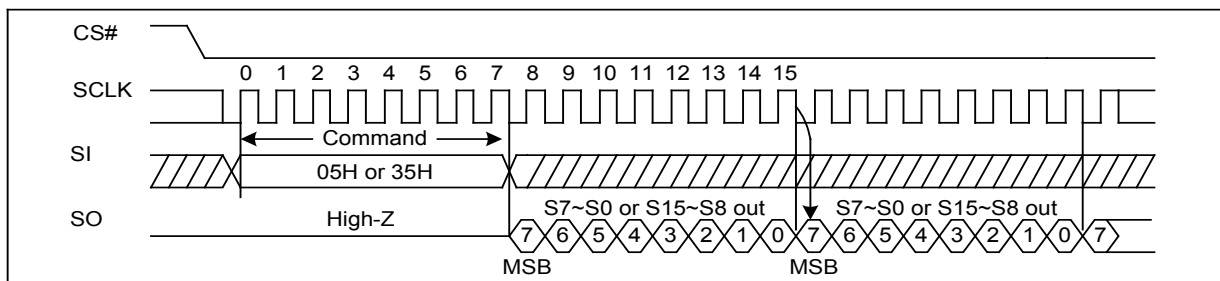 CS#
0 1 2 3 4 5 6 7 8 9 10 11 12 13 14 15
SCLK
Command
SI
05H or 35H
SO
High-Z
S7~S0 or S15~S8 out
S7~S0 or S15~S8 out
7 6 5 4 3 2 1 0 7 6 5 4 3 2 1 0 7
MSB
MSB